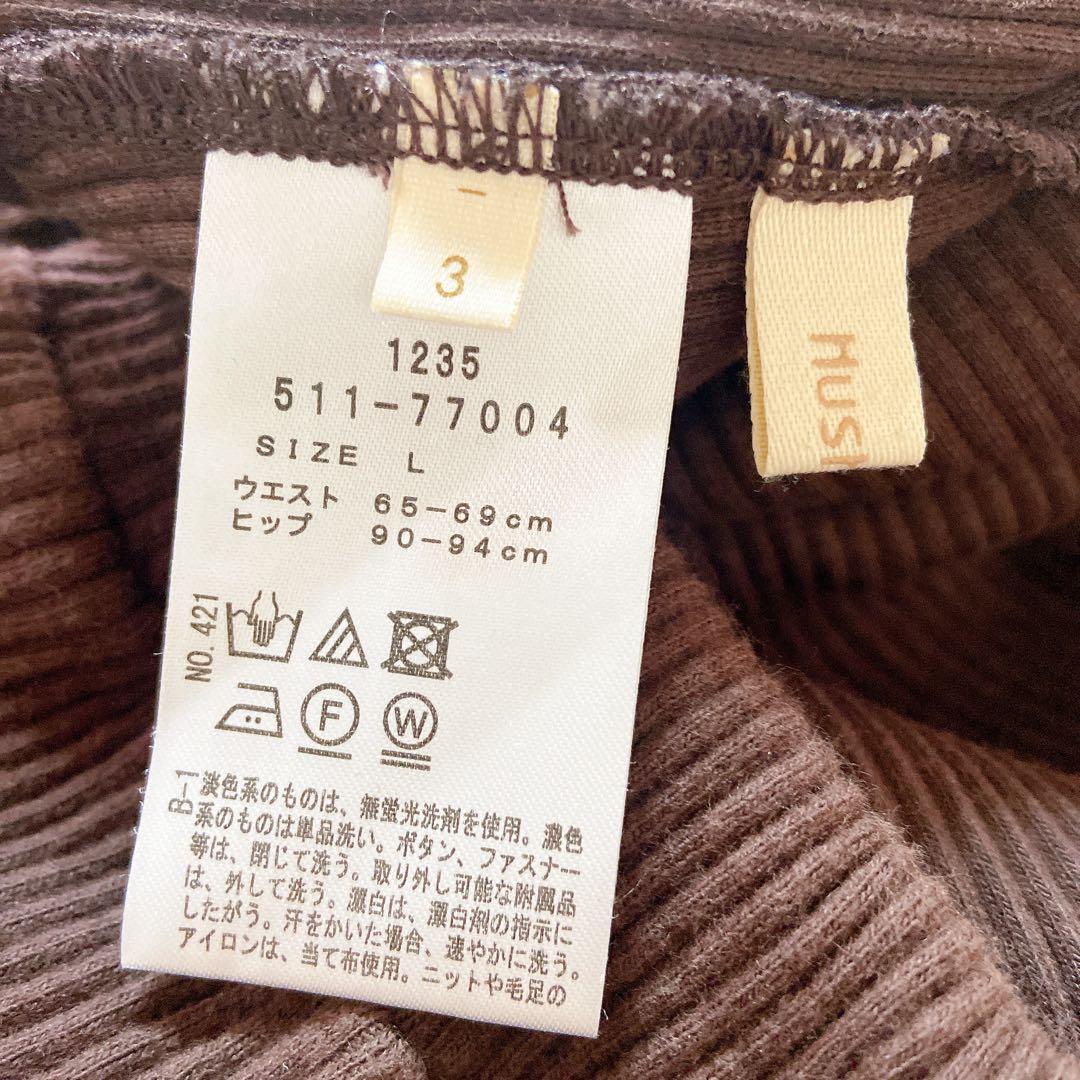 3
1235
511-77004
SIZE L
ウエスト 65-69cm
ヒップ 90-94cm
NO.421
F
W
B-1
淡色系のものは、無蛍光洗剤を使用。濃色
系のものは単品洗い。ボタン、ファスナー
等は、閉じて洗う。取り外し可能な附属品
は、外して洗う。漂白は、漂白剤の指示に
したがう。汗をかいた場合、速やかに洗う。
アイロンは、当て布使用。ニットや毛足の
Hush